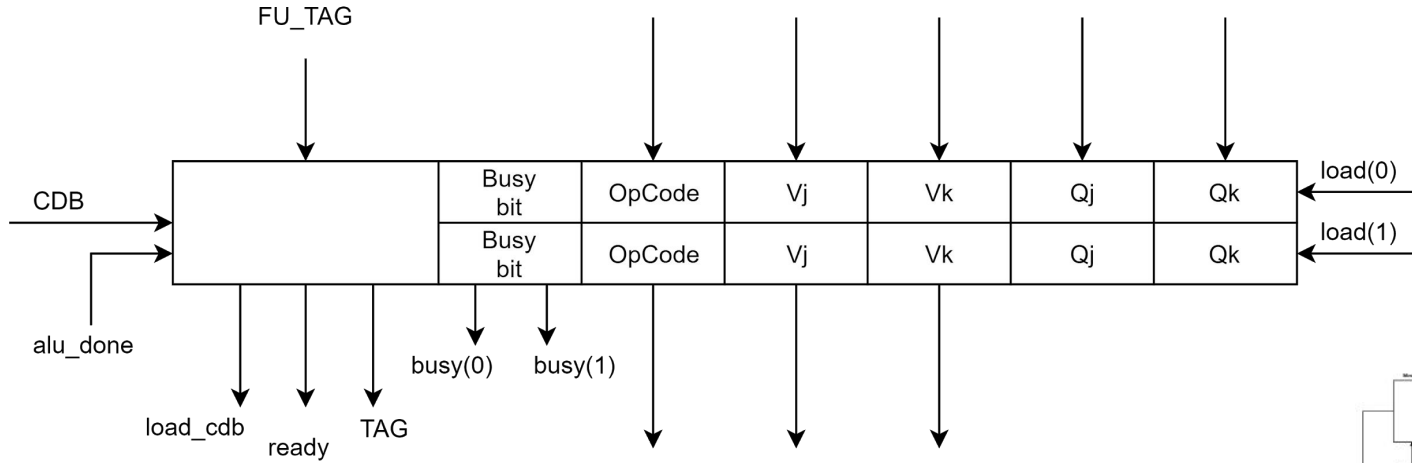 FU_TAG
CDB
alu_done
Busy
bit
OpCode
Vj
Vk
Qj
Qk
load(0)
Busy
bit
OpCode
Vj
Vk
Qj
Qk
load(1)
busy(0)
busy(1)
load_cdb
ready
TAG